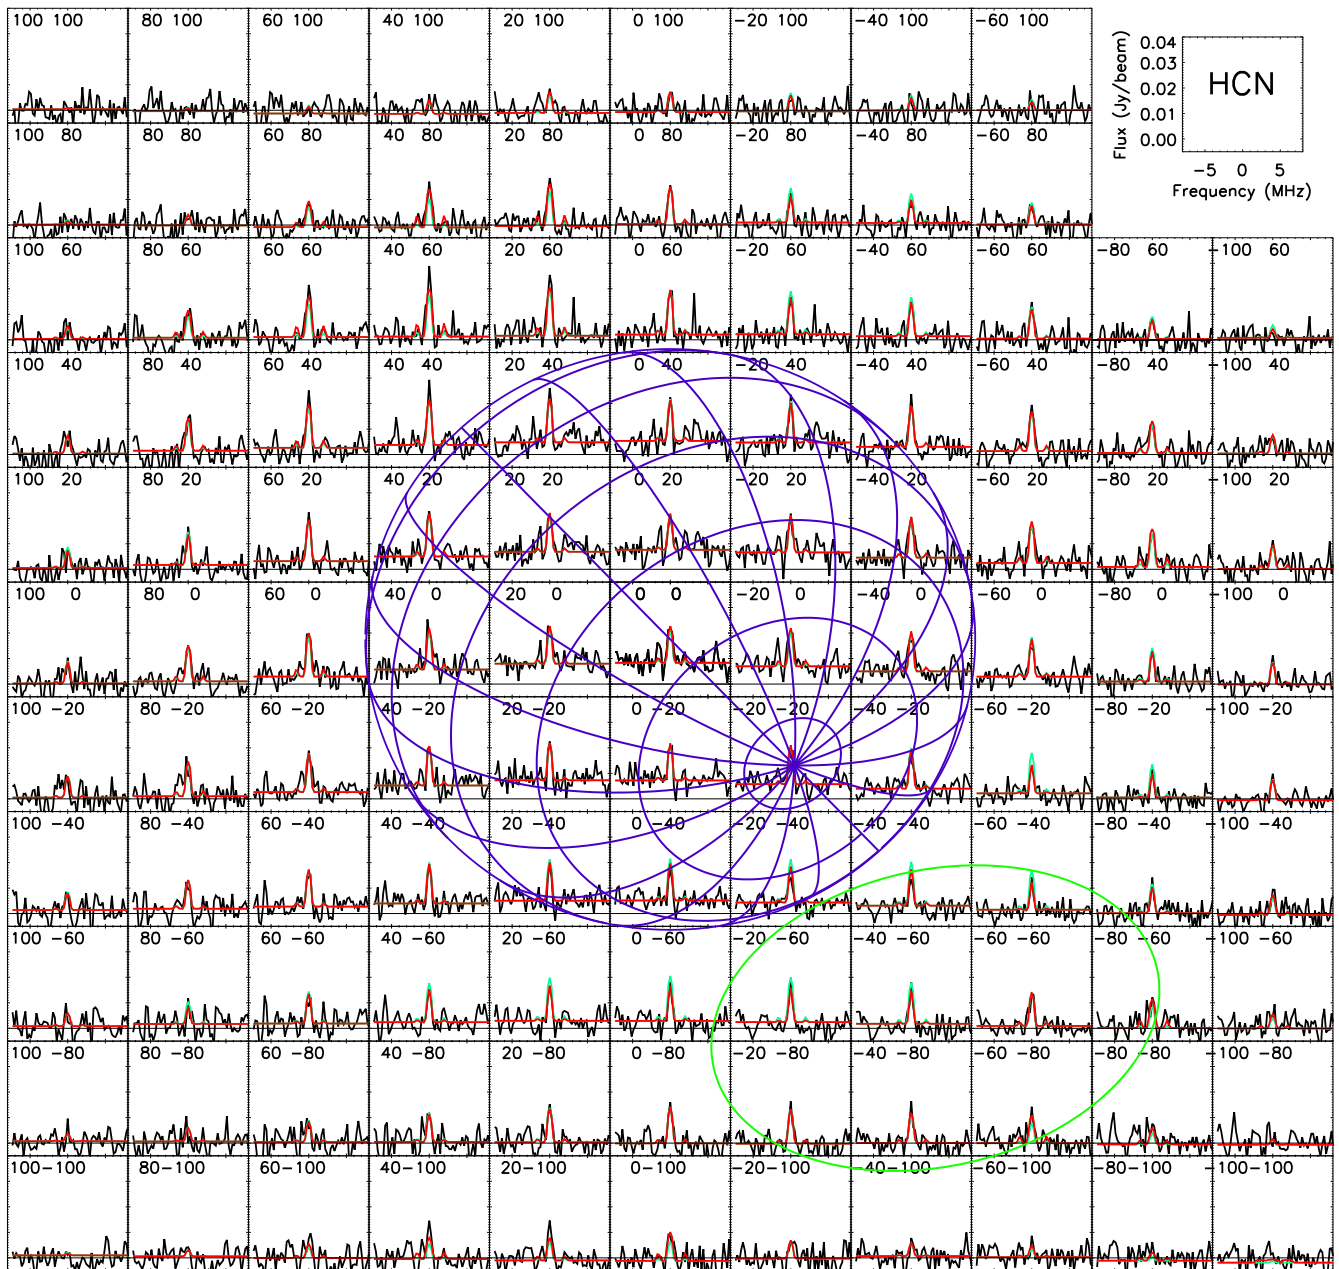 100 100 80 100 60 100 40 100 20 100 0 100 −20 100 −40 100 −60 100
0.04
0.03
0.02
0.01
0.00
Flux (Jy/beam)
HCN
−5 0 5
Frequency (MHz)
100 80 80 80 60 80 40 80 20 80 0 80 −20 80 −40 80 −60 80
100 60 80 60 60 60 40 60 20 60 0 60 −20 60 −40 60 −60 60 −80 60 −100 60
100 40 80 40 60 40 40 40 20 40 0 40 −20 40 −40 40 −60 40 −80 40 −100 40
100 20 80 20 60 20 40 20 20 20 0 20 −20 20 −40 20 −60 20 −80 20 −100 20
100 0 80 0 60 0 40 0 20 0 0 0 −20 0 −40 0 −60 0 −80 0 −100 0
100 −20 80 −20 60 −20 40 −20 20 −20 0 −20 −20 −20 −40 −20 −60 −20 −80 −20 −100 −20
100 −40 80 −40 60 −40 40 −40 20 −40 0 −40 −20 −40 −40 −40 −60 −40 −80 −40 −100 −40
100 −60 80 −60 60 −60 40 −60 20 −60 0 −60 −20 −60 −40 −60 −60 −60 −80 −60 −100 −60
100 −80 80 −80 60 −80 40 −80 20 −80 0 −80 −20 −80 −40 −80 −60 −80 −80 −80 −100 −80
100−100 80−100 60−100 40−100 20−100 0−100 −20−100 −40−100 −60−100 −80−100 −100−100